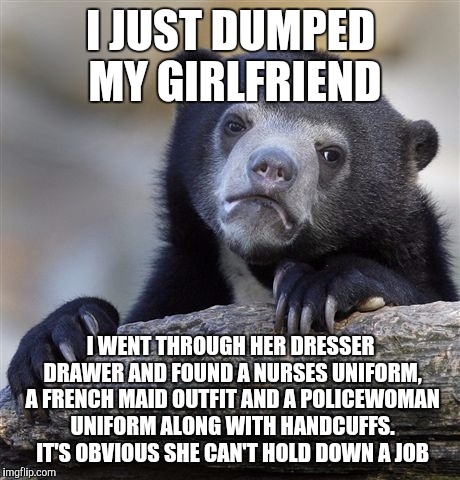 I JUST DUMPED
MY GIRLFRIEND
I WENT THROUGH HER DRESSER
DRAWER AND FOUND A NURSES UNIFORM,
A FRENCH MAID OUTFIT AND A POLICEWOMAN
UNIFORM ALONG WITH HANDCUFFS.
IT'S OBVIOUS SHE CAN'T HOLD DOWN A JOB
imgflip.com